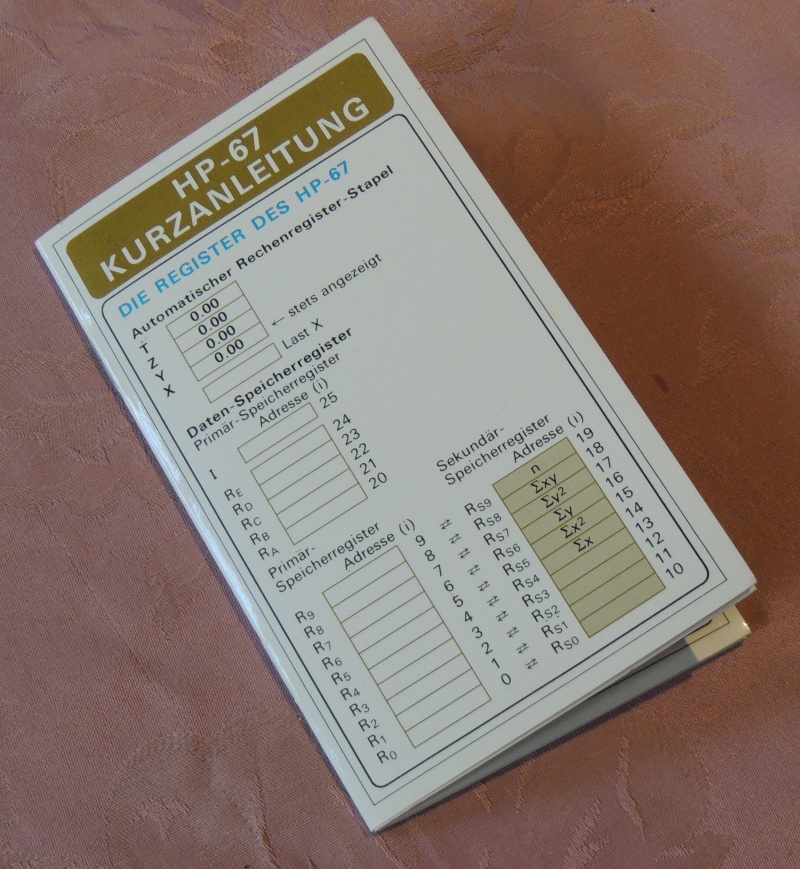 HP-67
KURZANLEITUNG
DIE REGISTER DES HP-67
Automatischer Rechenregister-Stapel
T 0.00
Z 0.00
Y 0.00
X 0.00 ← stets angezeigt
Last X
Daten-Speicherregister
Primär-Speicherregister
Adresse (i)
I 25
RE 24
RD 23
RC 22
RB 21
RA 20
Primär-
Speicherregister
Adresse (i)
Sekundär-
Speicherregister
Adresse (i)
R9 9 ⇄ RS9 n 19
R8 8 ⇄ RS8 Σxy 18
R7 7 ⇄ RS7 Σy² 17
R6 6 ⇄ RS6 Σy 16
R5 5 ⇄ RS5 Σx² 15
R4 4 ⇄ RS4 Σx 14
R3 3 ⇄ RS3 13
R2 2 ⇄ RS2 12
R1 1 ⇄ RS1 11
R0 0 ⇄ RS0 10